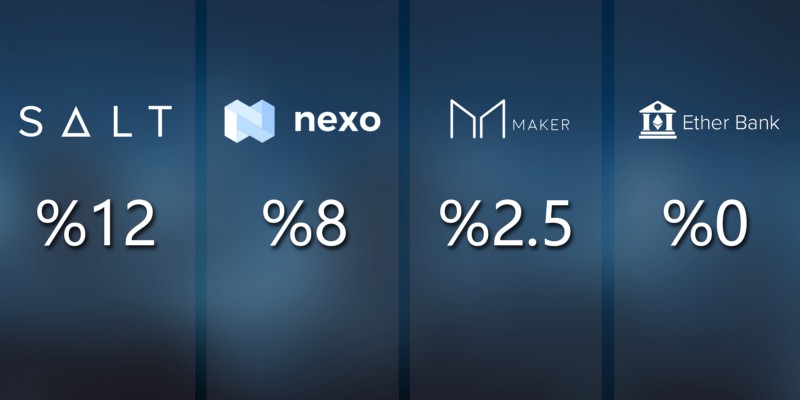 SALT
%12
nexo
%8
MAKER
%2.5
Ether Bank
%0